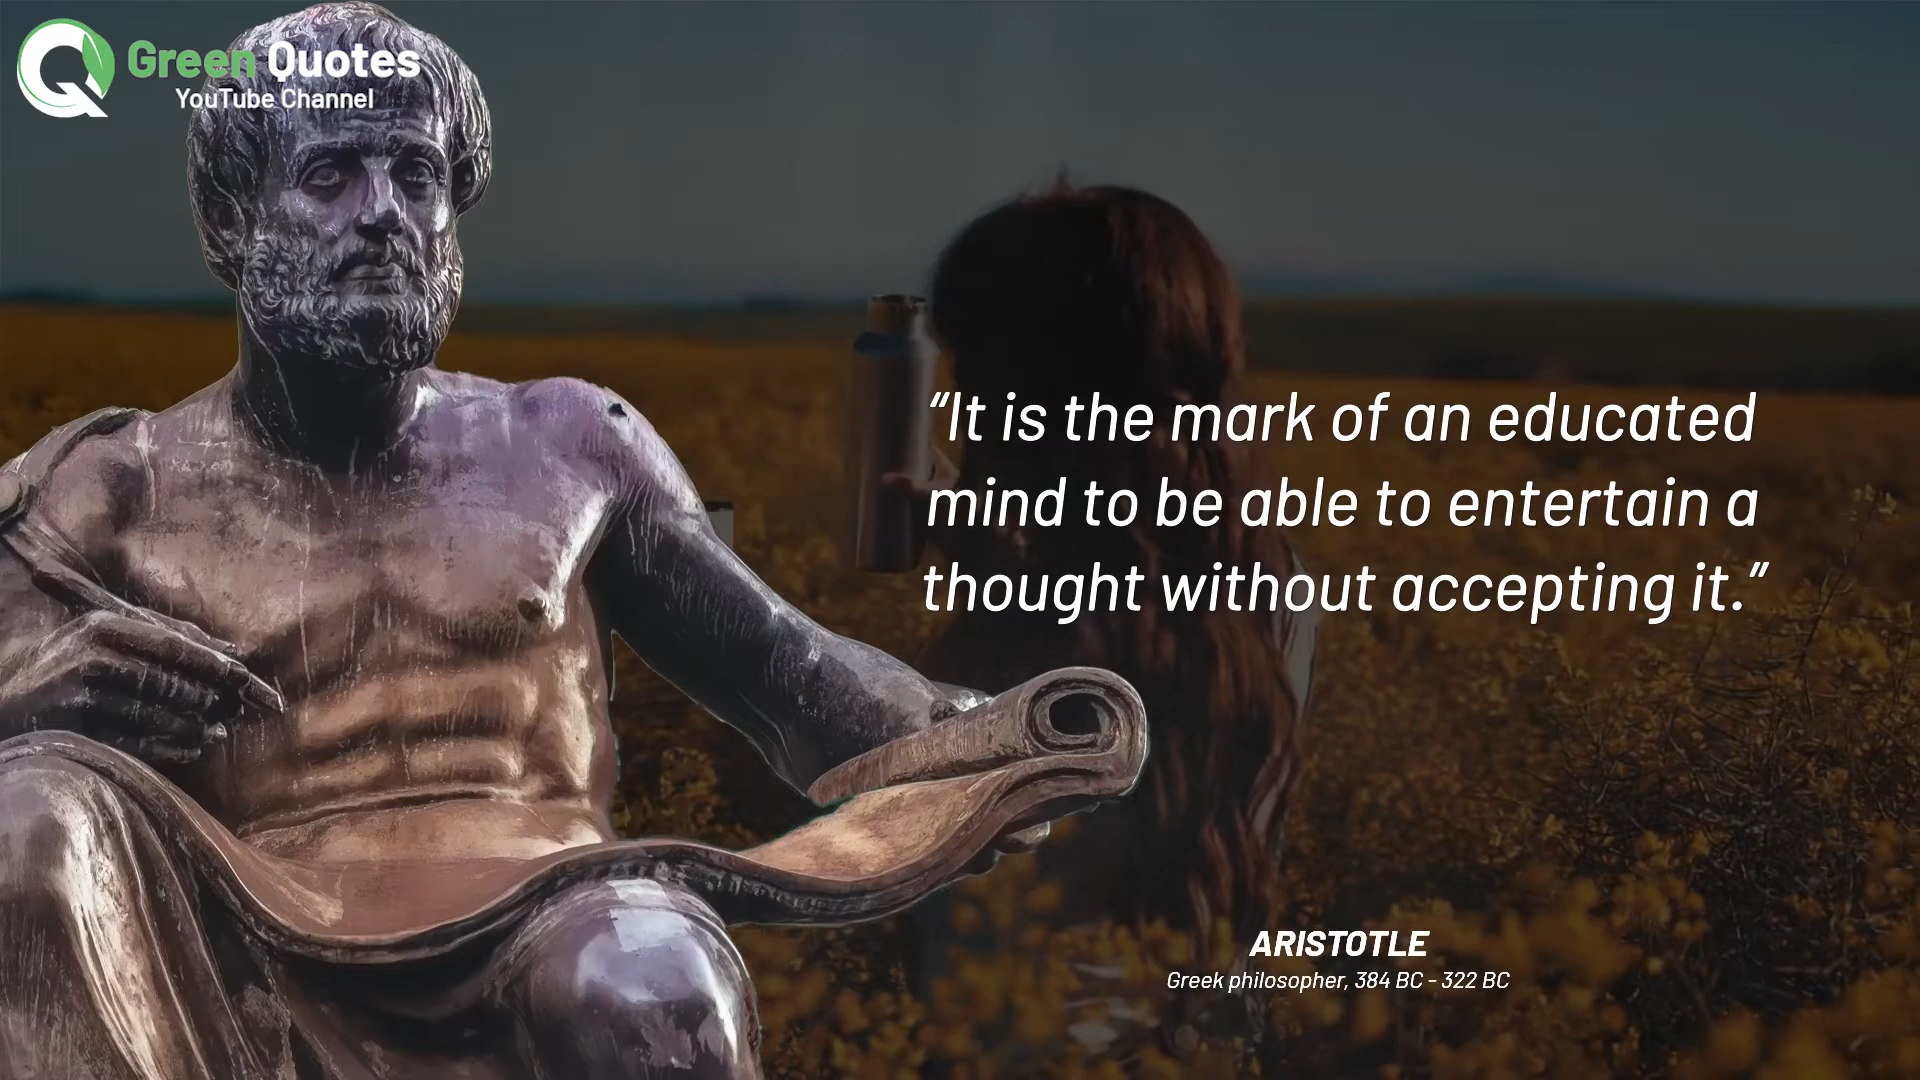 Green Quotes
YouTube Channel
“It is the mark of an educated
mind to be able to entertain a
thought without accepting it.”
ARISTOTLE
Greek philosopher, 384 BC - 322 BC